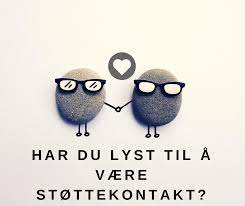 HAR DU LYST TIL Å
VÆRE
STØTTEKONTAKT?